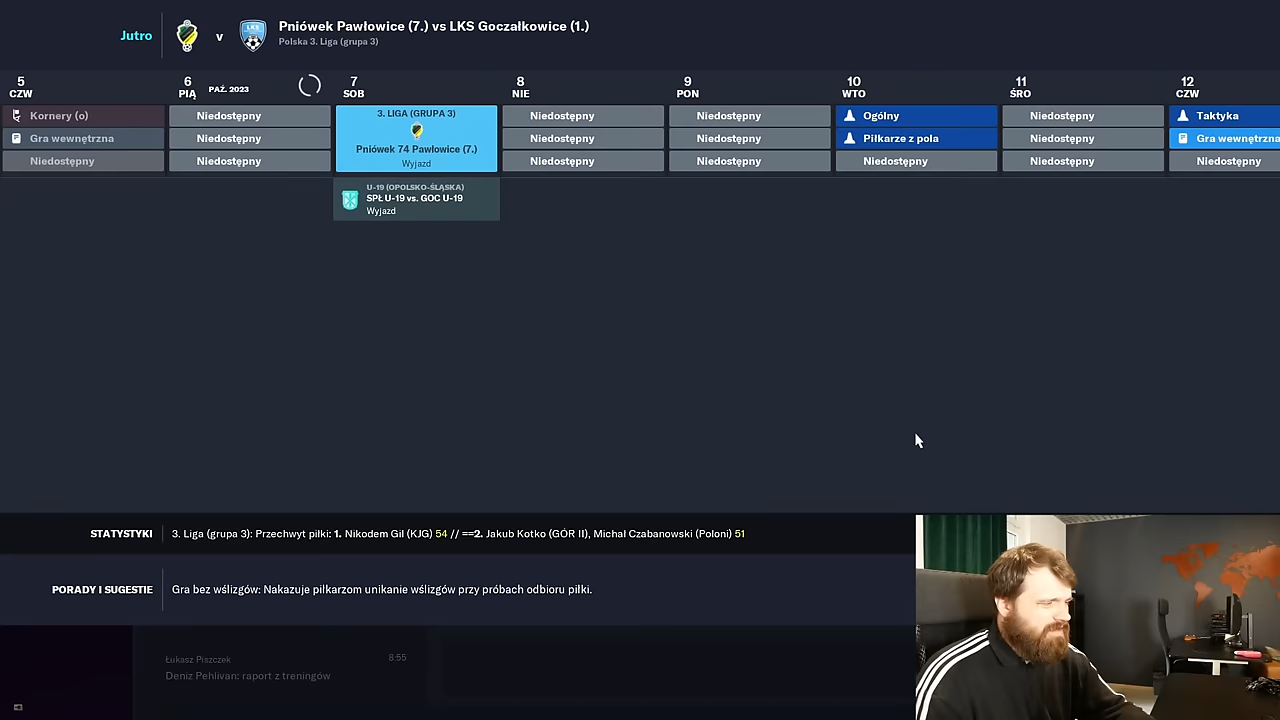 Jutro
v
LKS
Pniówek Pawłowice (7.) vs LKS Goczałkowice (1.)
Polska 3. Liga (grupa 3)
5
CZW
6
PIĄ
PAŹ. 2023
7
SOB
8
NIE
9
PON
10
WTO
11
ŚRO
12
CZW
Kornery (o)
Gra wewnętrzna
Niedostępny
Niedostępny
Niedostępny
Niedostępny
3. LIGA (GRUPA 3)
Pniówek 74 Pawłowice (7.)
Wyjazd
U-19 (OPOLSKO-ŚLĄSKA)
SPŁ U-19 vs. GOC U-19
Wyjazd
Niedostępny
Niedostępny
Niedostępny
Niedostępny
Niedostępny
Niedostępny
Ogólny
Piłkarze z pola
Niedostępny
Niedostępny
Niedostępny
Niedostępny
Taktyka
Gra wewnętrzna
Niedostępny
STATYSTYKI
3. Liga (grupa 3): Przechwyt piłki: 1. Nikodem Gil (KJG) 54 // ==2. Jakub Kotko (GÓR II), Michał Czabanowski (Poloni) 51
PORADY I SUGESTIE
Gra bez wślizgów: Nakazuje piłkarzom unikanie wślizgów przy próbach odbioru piłki.
Łukasz Piszczek
8:55
Deniz Pehlivan: raport z treningów